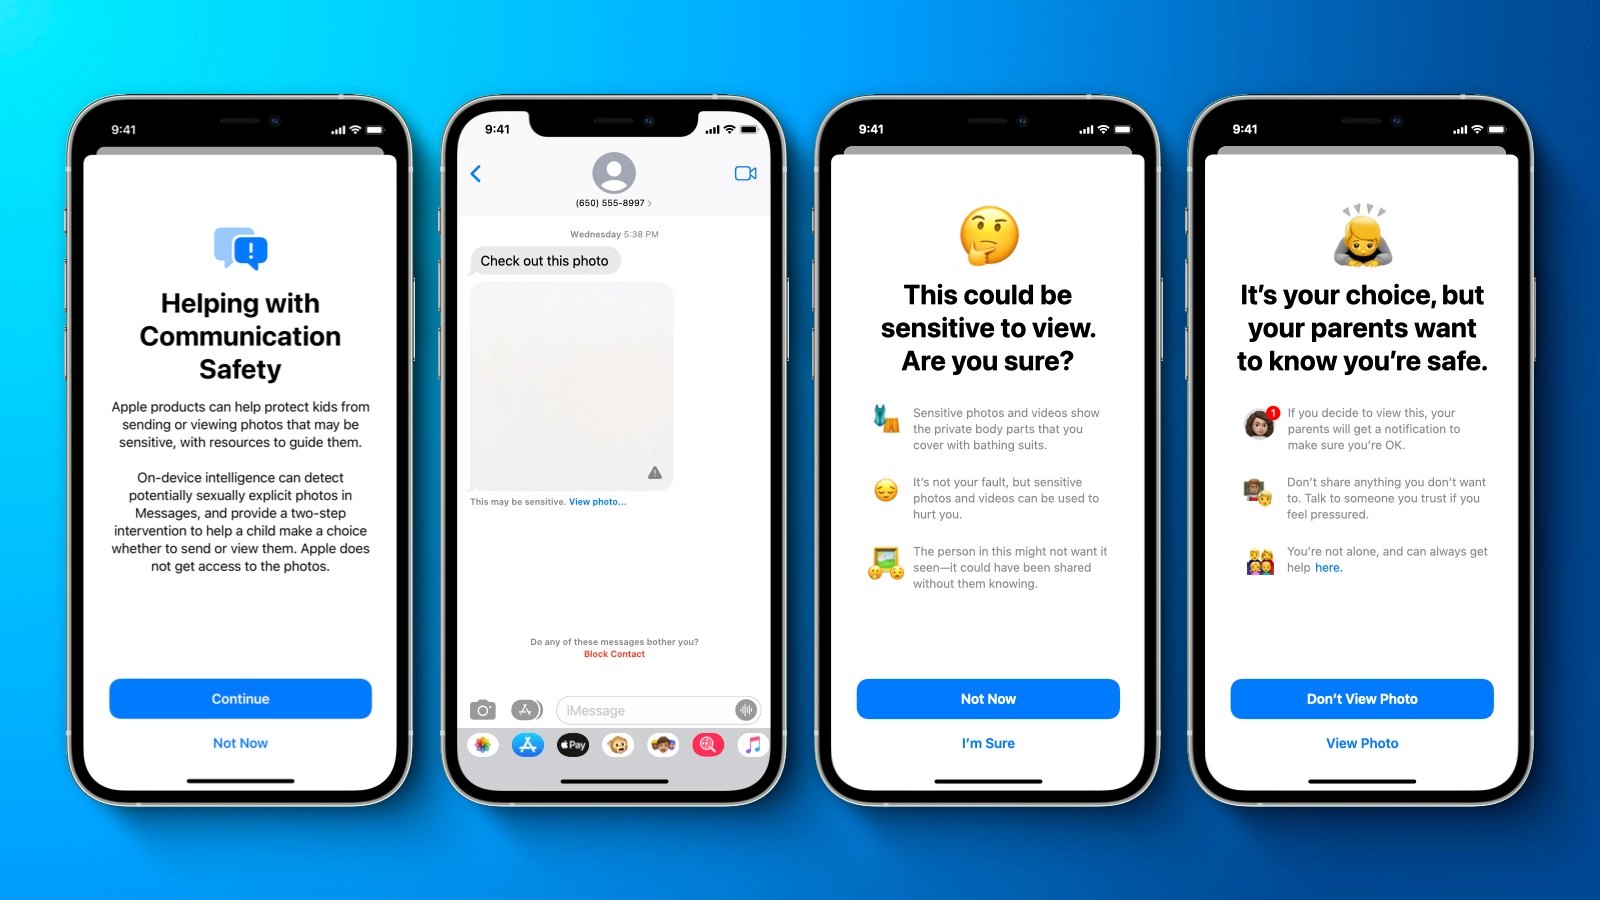 9:41
Helping with
Communication
Safety
Apple products can help protect kids from
sending or viewing photos that may be
sensitive, with resources to guide them.
On-device intelligence can detect
potentially sexually explicit photos in
Messages, and provide a two-step
intervention to help a child make a choice
whether to send or view them. Apple does
not get access to the photos.
Continue
Not Now
9:41
(650) 555-8997
Wednesday 5:38 PM
Check out this photo
This may be sensitive. View photo...
Do any of these messages bother you?
Block Contact
iMessage
Pay
9:41
This could be
sensitive to view.
Are you sure?
Sensitive photos and videos show
the private body parts that you
cover with bathing suits.
It's not your fault, but sensitive
photos and videos can be used to
hurt you.
The person in this might not want it
seen—it could have been shared
without them knowing.
Not Now
I'm Sure
9:41
It's your choice, but
your parents want
to know you're safe.
1
If you decide to view this, your
parents will get a notification to
make sure you're OK.
Don't share anything you don't want
to. Talk to someone you trust if you
feel pressured.
You're not alone, and can always get
help here.
Don't View Photo
View Photo